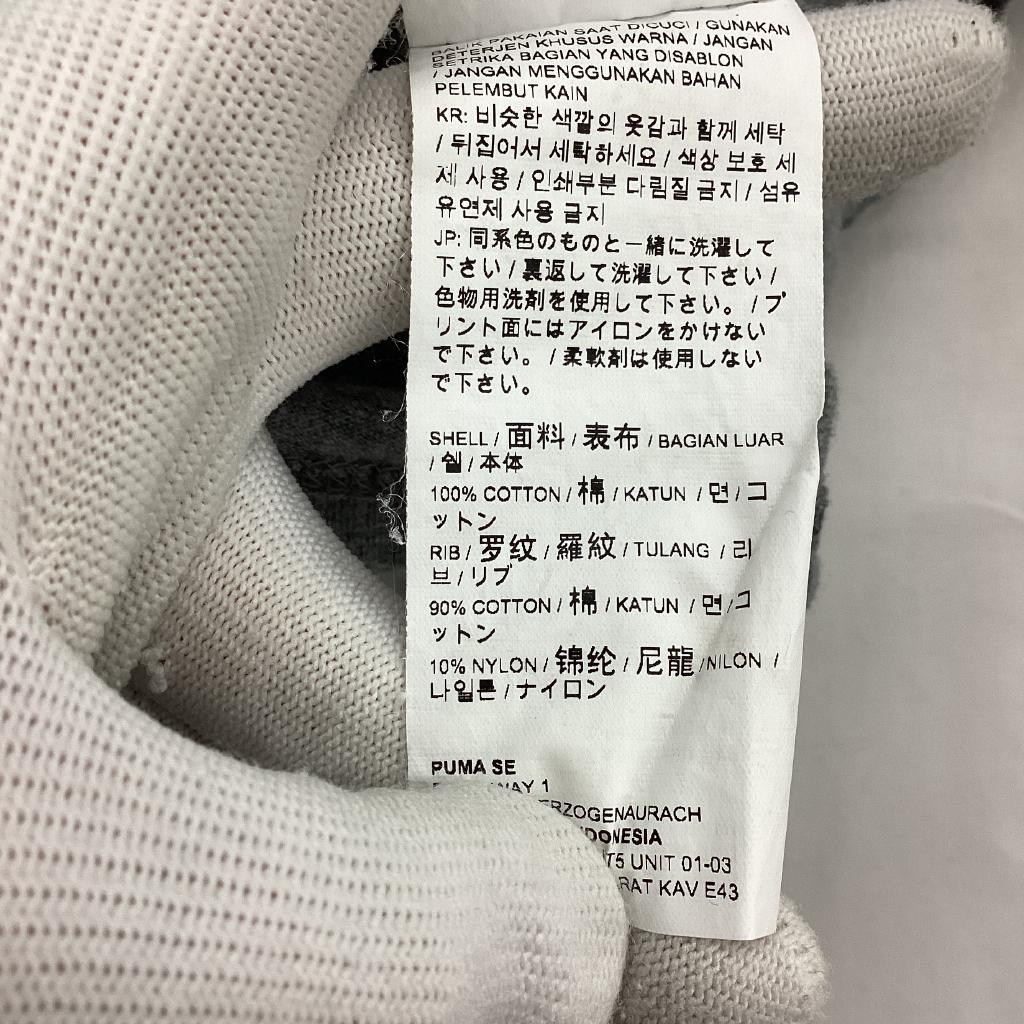 BALIK PAKAIAN SAAT DICUCI / GUNAKAN
DETERJEN KHUSUS WARNA / JANGAN
SETRIKA BAGIAN YANG DISABLON
/ JANGAN MENGGUNAKAN BAHAN
PELEMBUT KAIN
KR: 비슷한 색깔의 옷감과 함께 세탁
/ 뒤집어서 세탁하세요 / 색상 보호 세
제 사용 / 인쇄부분 다림질 금지 / 섬유
유연제 사용 금지
JP: 同系色のものと一緒に洗濯して
下さい / 裏返して洗濯して下さい /
色物用洗剤を使用して下さい。 / プ
リント面にはアイロンをかけない
で下さい。 / 柔軟剤は使用しない
で下さい。
SHELL / 面料 / 表布 / BAGIAN LUAR
/ 쉘 / 本体
100% COTTON / 棉 / KATUN / 면 / コ
ットン
RIB / 罗纹 / 羅紋 / TULANG / 리
브 / リブ
90% COTTON / 棉 / KATUN / 면 / コ
ットン
10% NYLON / 锦纶 / 尼龍 / NILON /
나일론 / ナイロン
PUMA SE
WAY 1
ERZOGENAURACH
DONESIA
T5 UNIT 01-03
RAT KAV E43